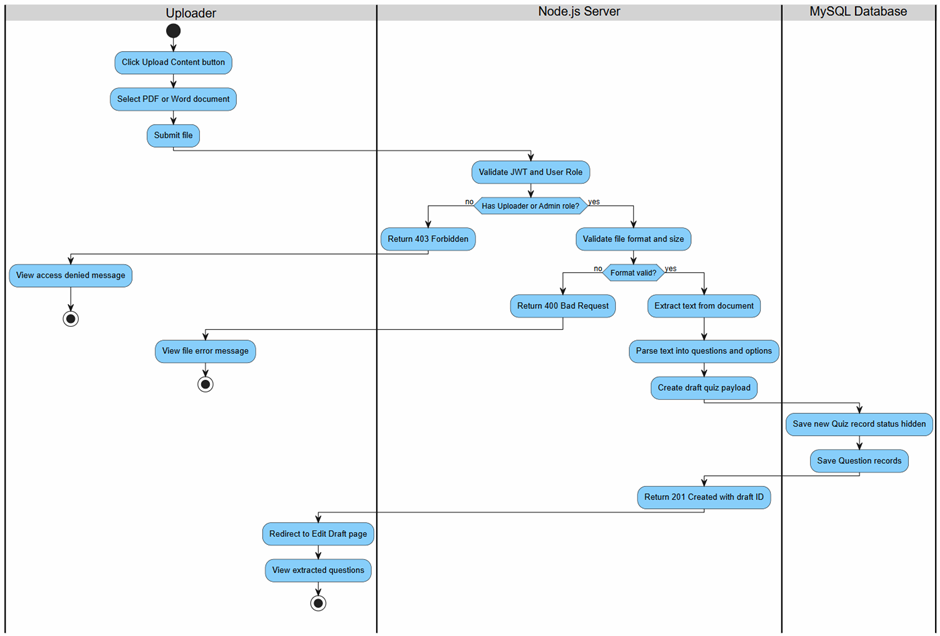 Uploader
Node.js Server
MySQL Database
Click Upload Content button
Select PDF or Word document
Submit file
Validate JWT and User Role
no
Has Uploader or Admin role?
yes
Return 403 Forbidden
Validate file format and size
View access denied message
no
Format valid?
yes
Return 400 Bad Request
Extract text from document
View file error message
Parse text into questions and options
Create draft quiz payload
Save new Quiz record status hidden
Save Question records
Return 201 Created with draft ID
Redirect to Edit Draft page
View extracted questions